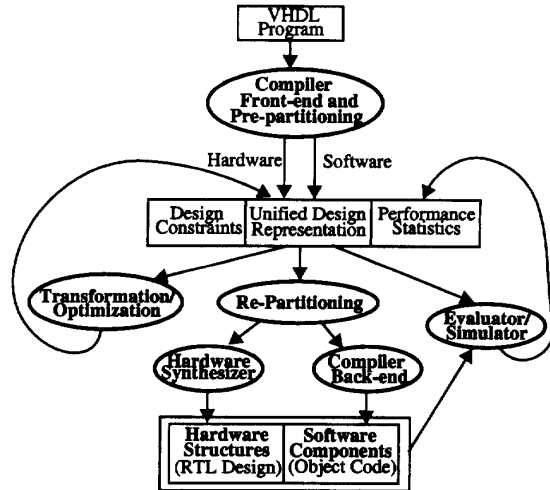 VHDL
Program
Compiler
Front-end and
Pre-partitioning
Hardware
Software
Design
Constraints
Unified Design
Representation
Performance
Statistics
Transformation/
Optimization
Re-Partitioning
Evaluator/
Simulator
Hardware
Synthesizer
Compiler
Back-end
Hardware
Structures
(RTL Design)
Software
Components
(Object Code)